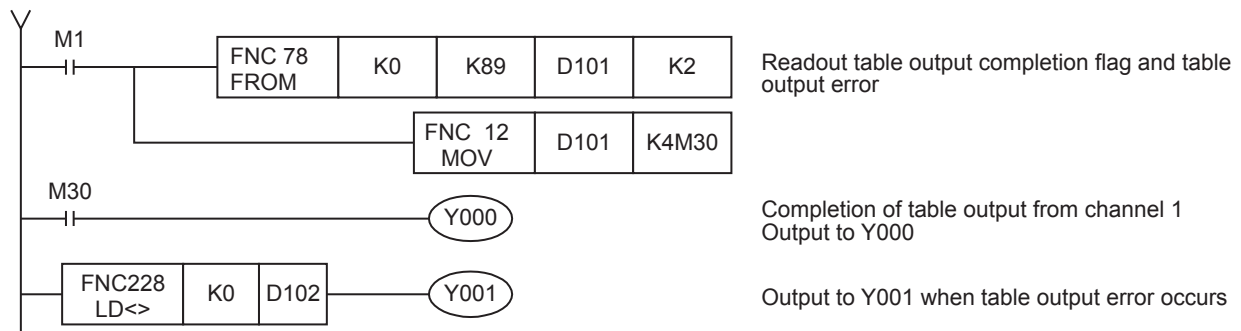 M1
FNC 78
FROM
K0
K89
D101
K2
Readout table output completion flag and table
output error
FNC 12
MOV
D101
K4M30
M30
Y000
Completion of table output from channel 1
Output to Y000
FNC228
LD<>
K0
D102
Y001
Output to Y001 when table output error occurs